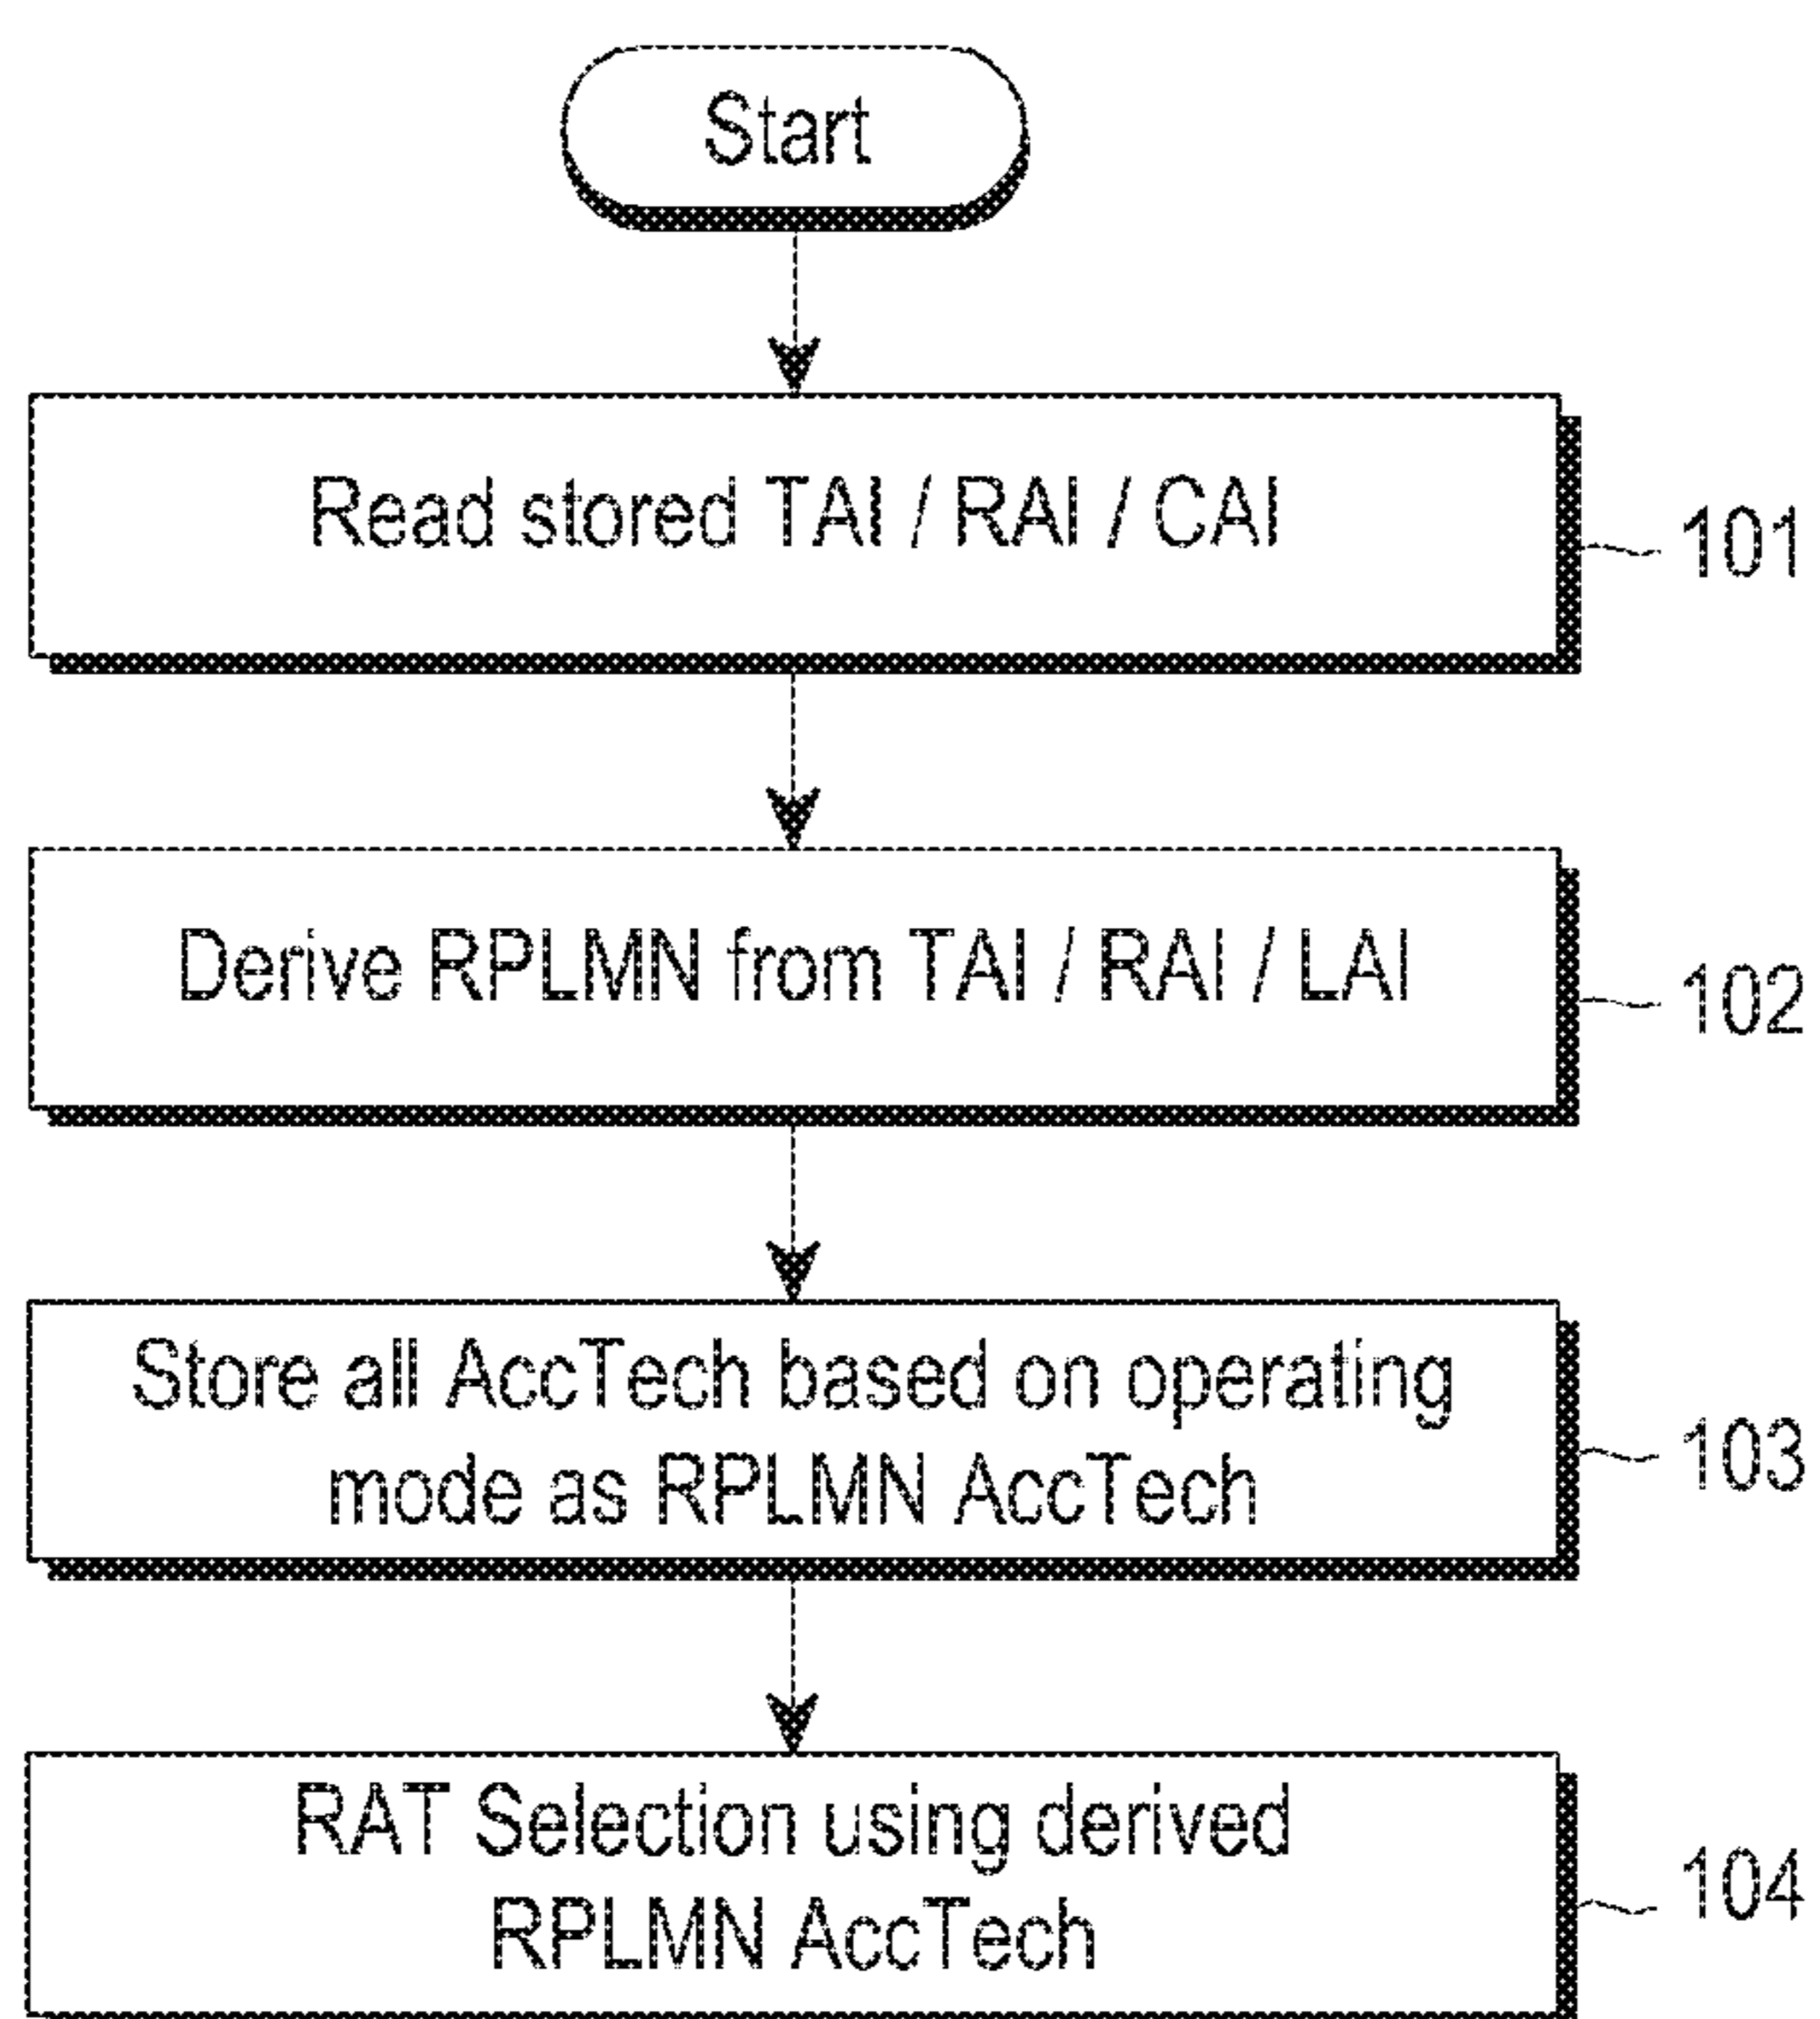 Start
Read stored TAI / RAI / CAI
101
Derive RPLMN from TAI / RAI / LAI
102
Store all AccTech based on operating
mode as RPLMN AccTech
103
RAT Selection using derived
RPLMN AccTech
104